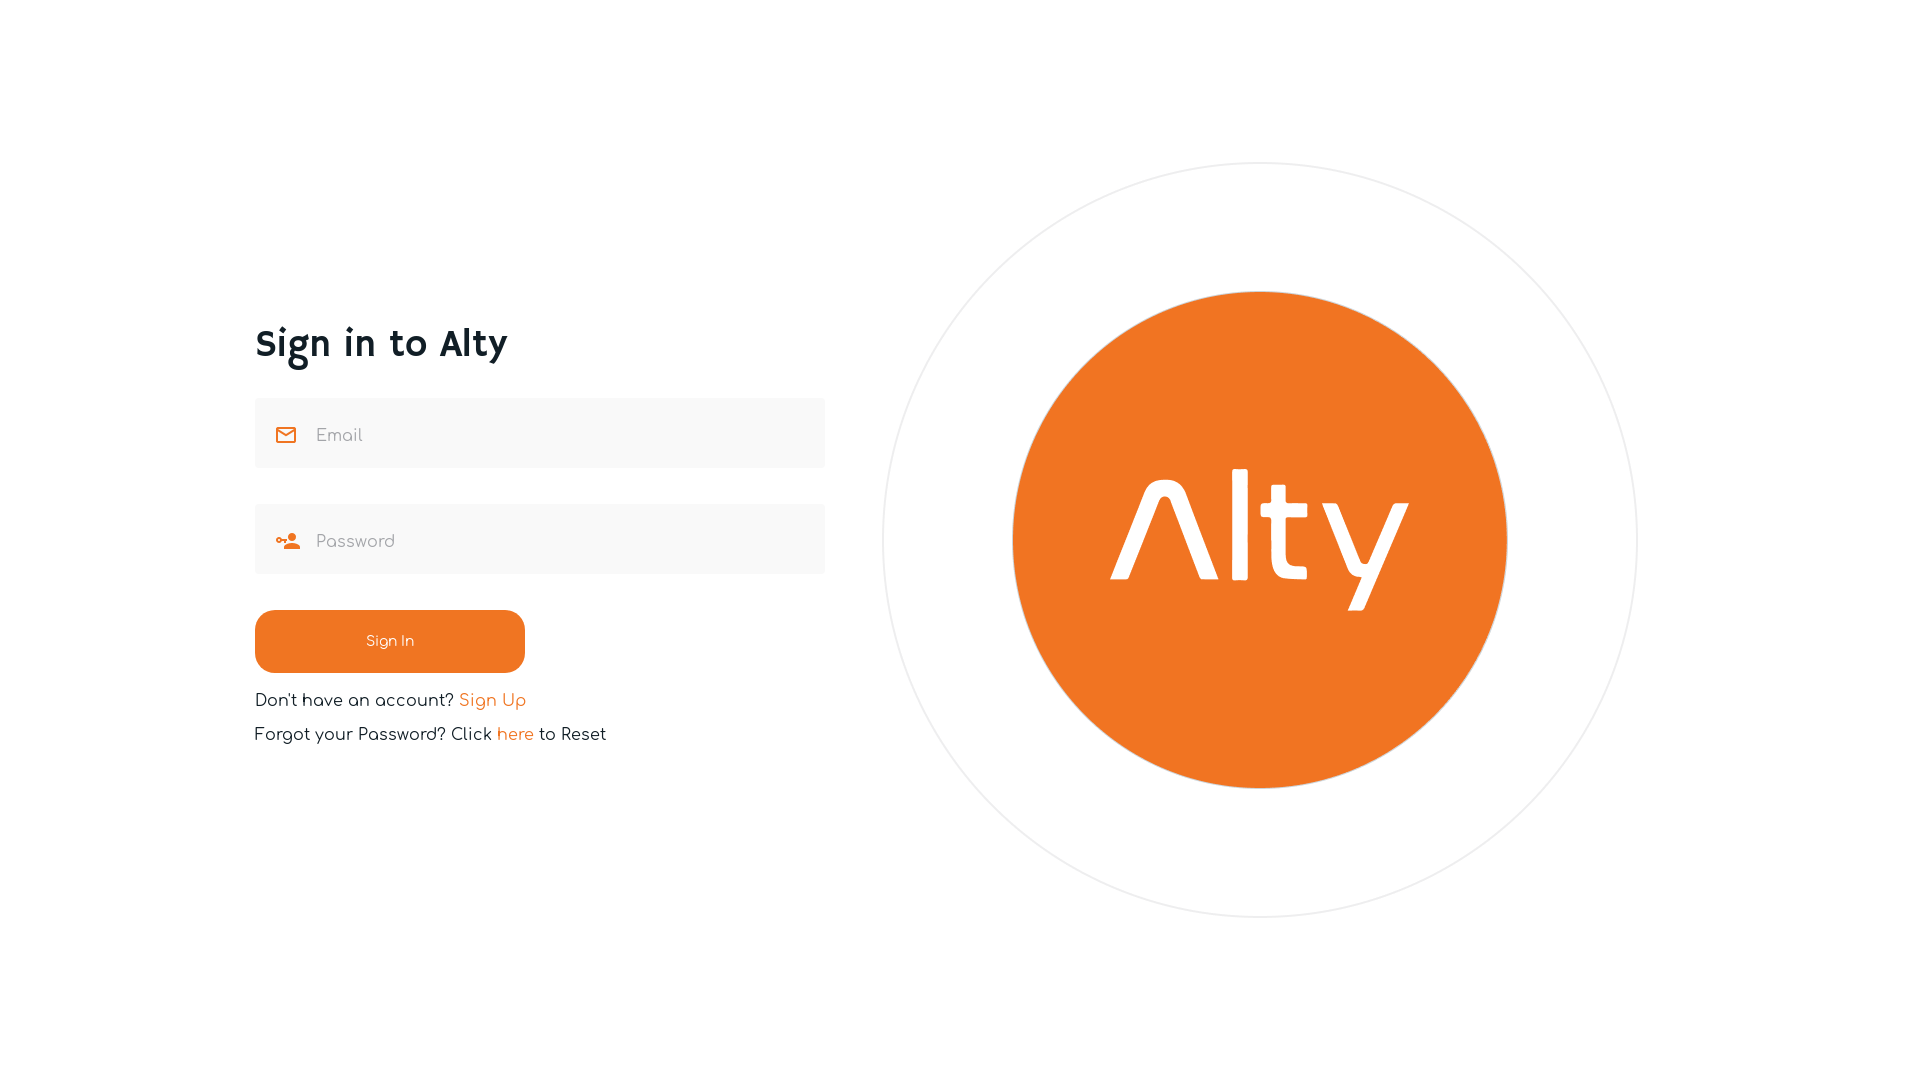 Sign in to Alty
Email
Password
Sign In
Don't have an account? Sign Up
Forgot your Password? Click here to Reset
Alty